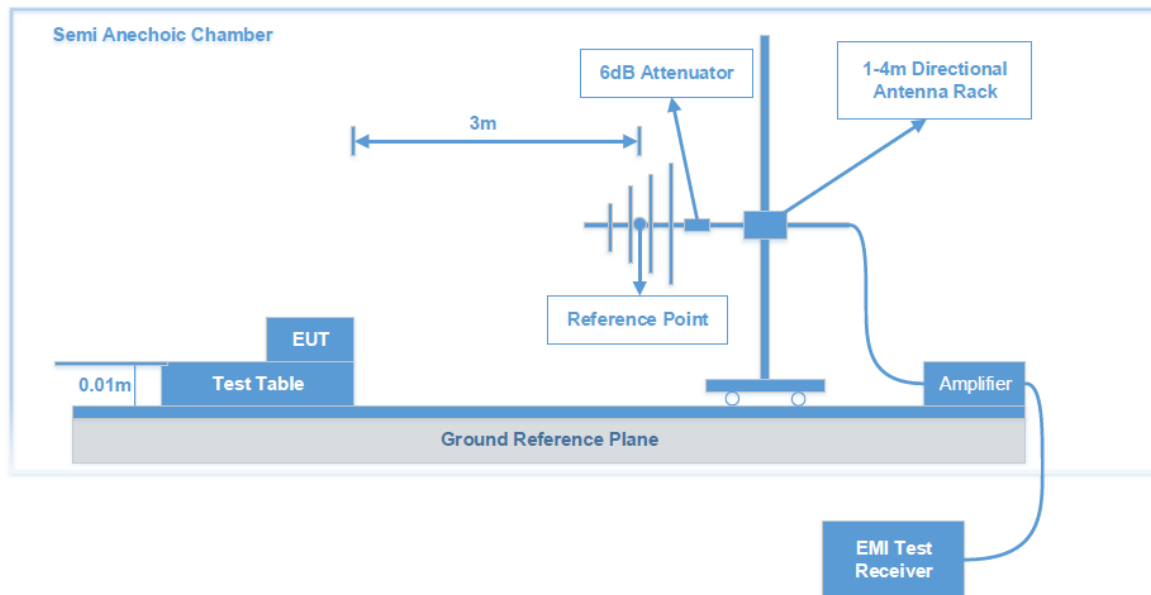 Semi Anechoic Chamber
6dB Attenuator
1-4m Directional
Antenna Rack
3m
Reference Point
EUT
0.01m
Test Table
Amplifier
Ground Reference Plane
EMI Test
Receiver